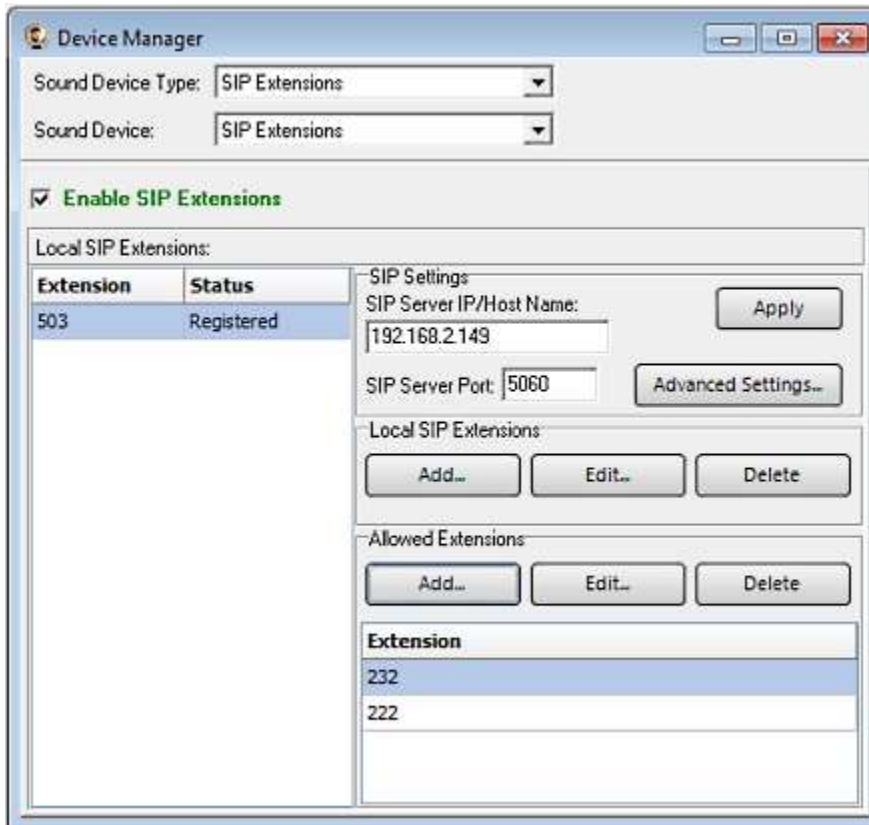 Device Manager
Sound Device Type: SIP Extensions
Sound Device: SIP Extensions
Enable SIP Extensions
Local SIP Extensions:
Extension Status
503 Registered
SIP Settings
SIP Server IP/Host Name:
192.168.2.149
Apply
SIP Server Port: 5060
Advanced Settings...
Local SIP Extensions
Add... Edit... Delete
Allowed Extensions
Add... Edit... Delete
Extension
232
222